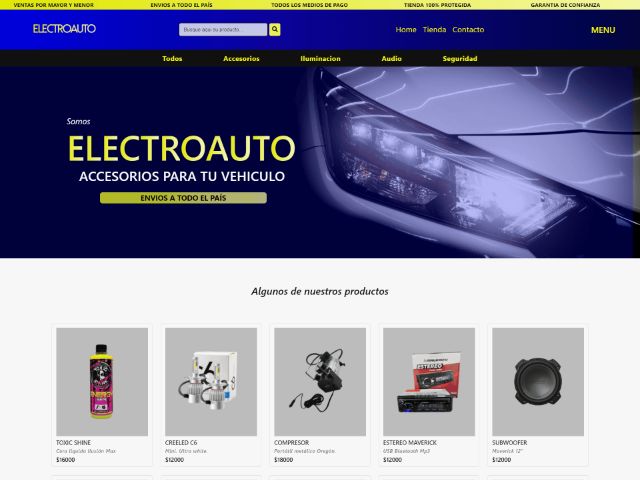 VENTAS POR MAYOR Y MENOR ENVIOS A TODO EL PAÍS TODOS LOS MEDIOS DE PAGO TIENDA 100% PROTEGIDA GARANTIA DE CONFIANZA
ELECTROAUTO Busque aqui su producto... Home Tienda Contacto MENU
Todos Accesorios Iluminacion Audio Seguridad
Somos
ELECTROAUTO
ACCESORIOS PARA TU VEHICULO
ENVIOS A TODO EL PAÍS
Algunos de nuestros productos
ESTEREO
TOXIC SHINE
Cera líquida Ilusión Max
$16000
CREELED C6
Mini. Ultra white.
$12000
COMPRESOR
Portátil metálico Oregón.
$18000
ESTEREO MAVERICK
USB Bluetooth Mp3
$12000
SUBWOOFER
Maverick 12"
$12000